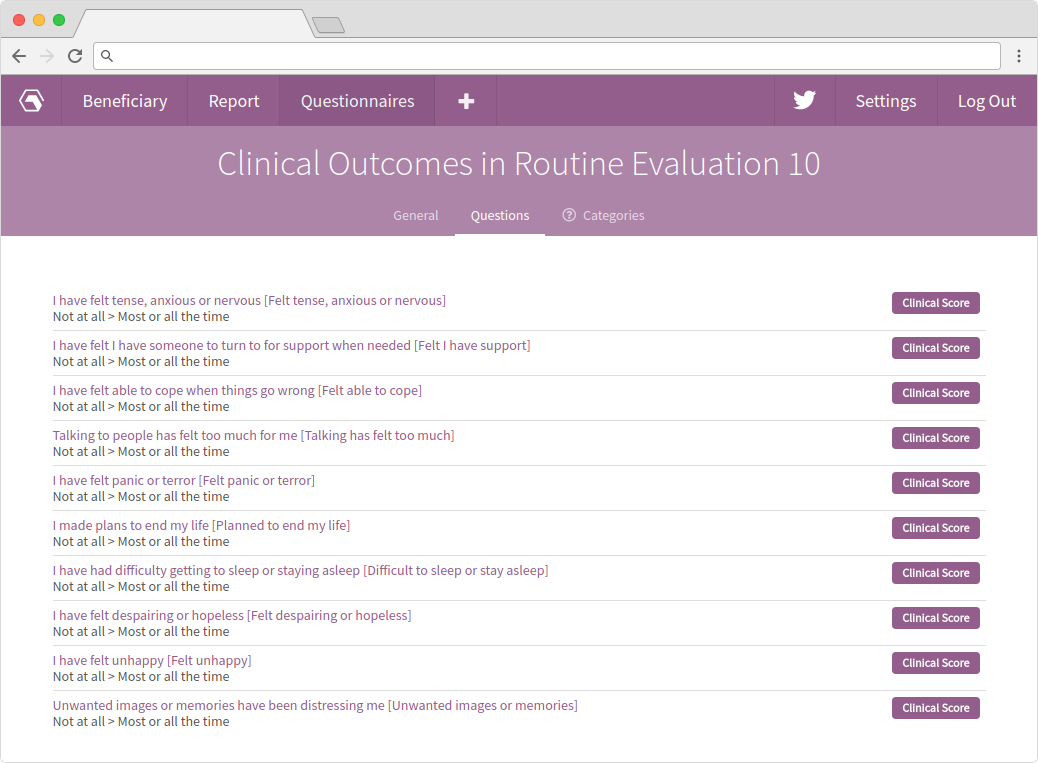 Beneficiary Report Questionnaires Settings Log Out
Clinical Outcomes in Routine Evaluation 10
General Questions ? Categories
I have felt tense, anxious or nervous [Felt tense, anxious or nervous] Clinical Score
Not at all > Most or all the time
I have felt I have someone to turn to for support when needed [Felt I have support] Clinical Score
Not at all > Most or all the time
I have felt able to cope when things go wrong [Felt able to cope] Clinical Score
Not at all > Most or all the time
Talking to people has felt too much for me [Talking has felt too much] Clinical Score
Not at all > Most or all the time
I have felt panic or terror [Felt panic or terror] Clinical Score
Not at all > Most or all the time
I made plans to end my life [Planned to end my life] Clinical Score
Not at all > Most or all the time
I have had difficulty getting to sleep or staying asleep [Difficult to sleep or stay asleep] Clinical Score
Not at all > Most or all the time
I have felt despairing or hopeless [Felt despairing or hopeless] Clinical Score
Not at all > Most or all the time
I have felt unhappy [Felt unhappy] Clinical Score
Not at all > Most or all the time
Unwanted images or memories have been distressing me [Unwanted images or memories] Clinical Score
Not at all > Most or all the time